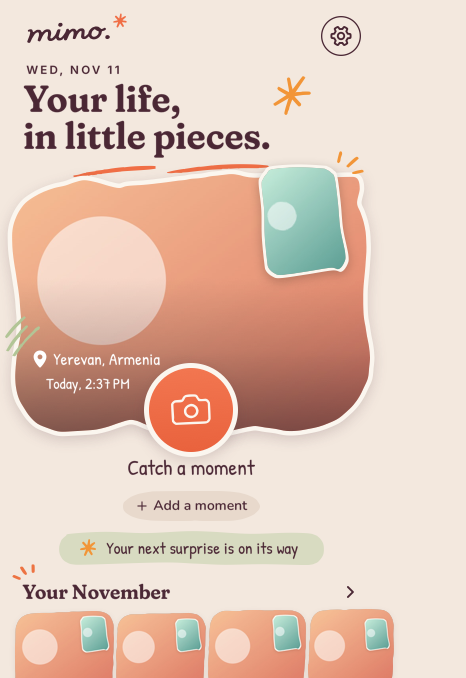 mimo.
WED, NOV 11
Your life,
in little pieces.
Yerevan, Armenia
Today, 2:37 PM
Catch a moment
+ Add a moment
Your next surprise is on its way
Your November